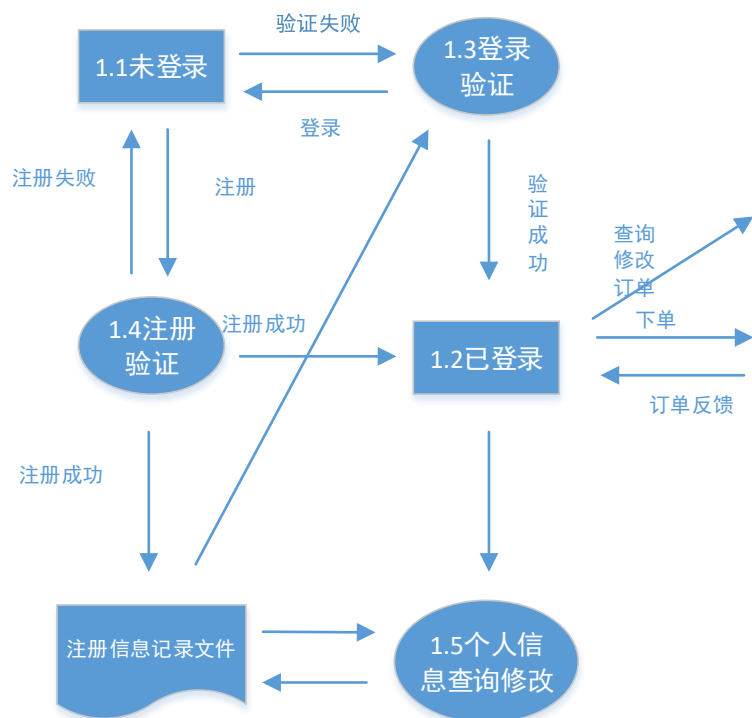 验证失败
1.1未登录
1.3登录
验证
登录
注册失败
注册
验
证
成
功
查询
修改
订单
1.4注册
验证
注册成功
下单
1.2已登录
订单反馈
注册成功
注册信息记录文件
1.5个人信
息查询修改